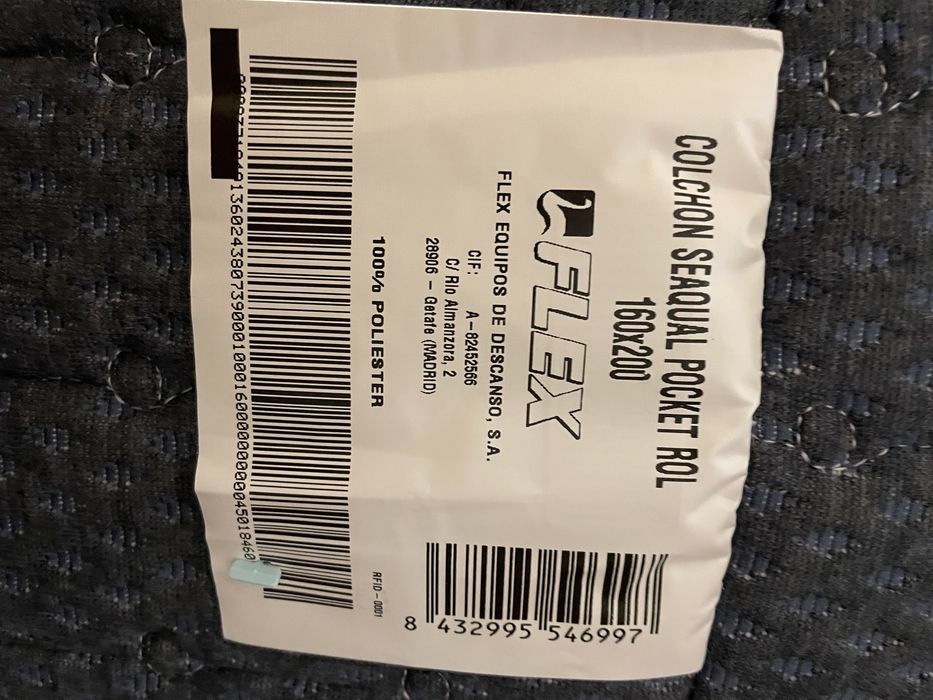 COLCHON SEAQUAL POCKET ROL
160x200
FLEX
FLEX EQUIPOS DE DESCANSO, S.A.
CIF: A-82452566
C/ Rio Almanzora, 2
28906 – Getafe (MADRID)
100% POLIESTER
RFID-0001
8 432995 546997